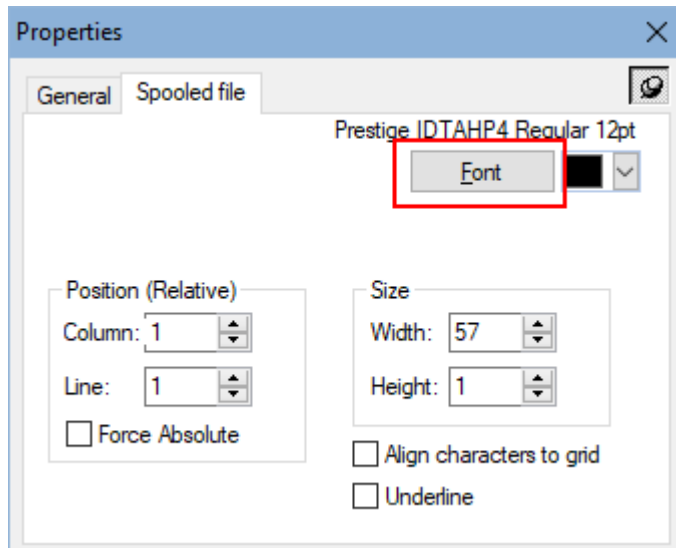 Properties
General Spooled file
Prestige IDTAHP4 Regular 12pt
Font
Position (Relative)
Column: 1
Line: 1
Force Absolute
Size
Width: 57
Height: 1
Align characters to grid
Underline